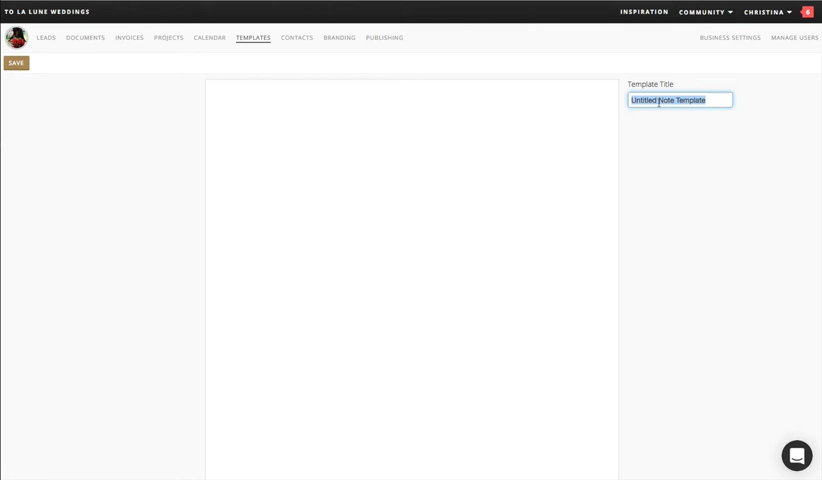 TO LA LUNE WEDDINGS
INSPIRATION COMMUNITY CHRISTINA 6
LEADS DOCUMENTS INVOICES PROJECTS CALENDAR TEMPLATES CONTACTS BRANDING PUBLISHING BUSINESS SETTINGS MANAGE USERS
SAVE
Template Title
Untitled Note Template